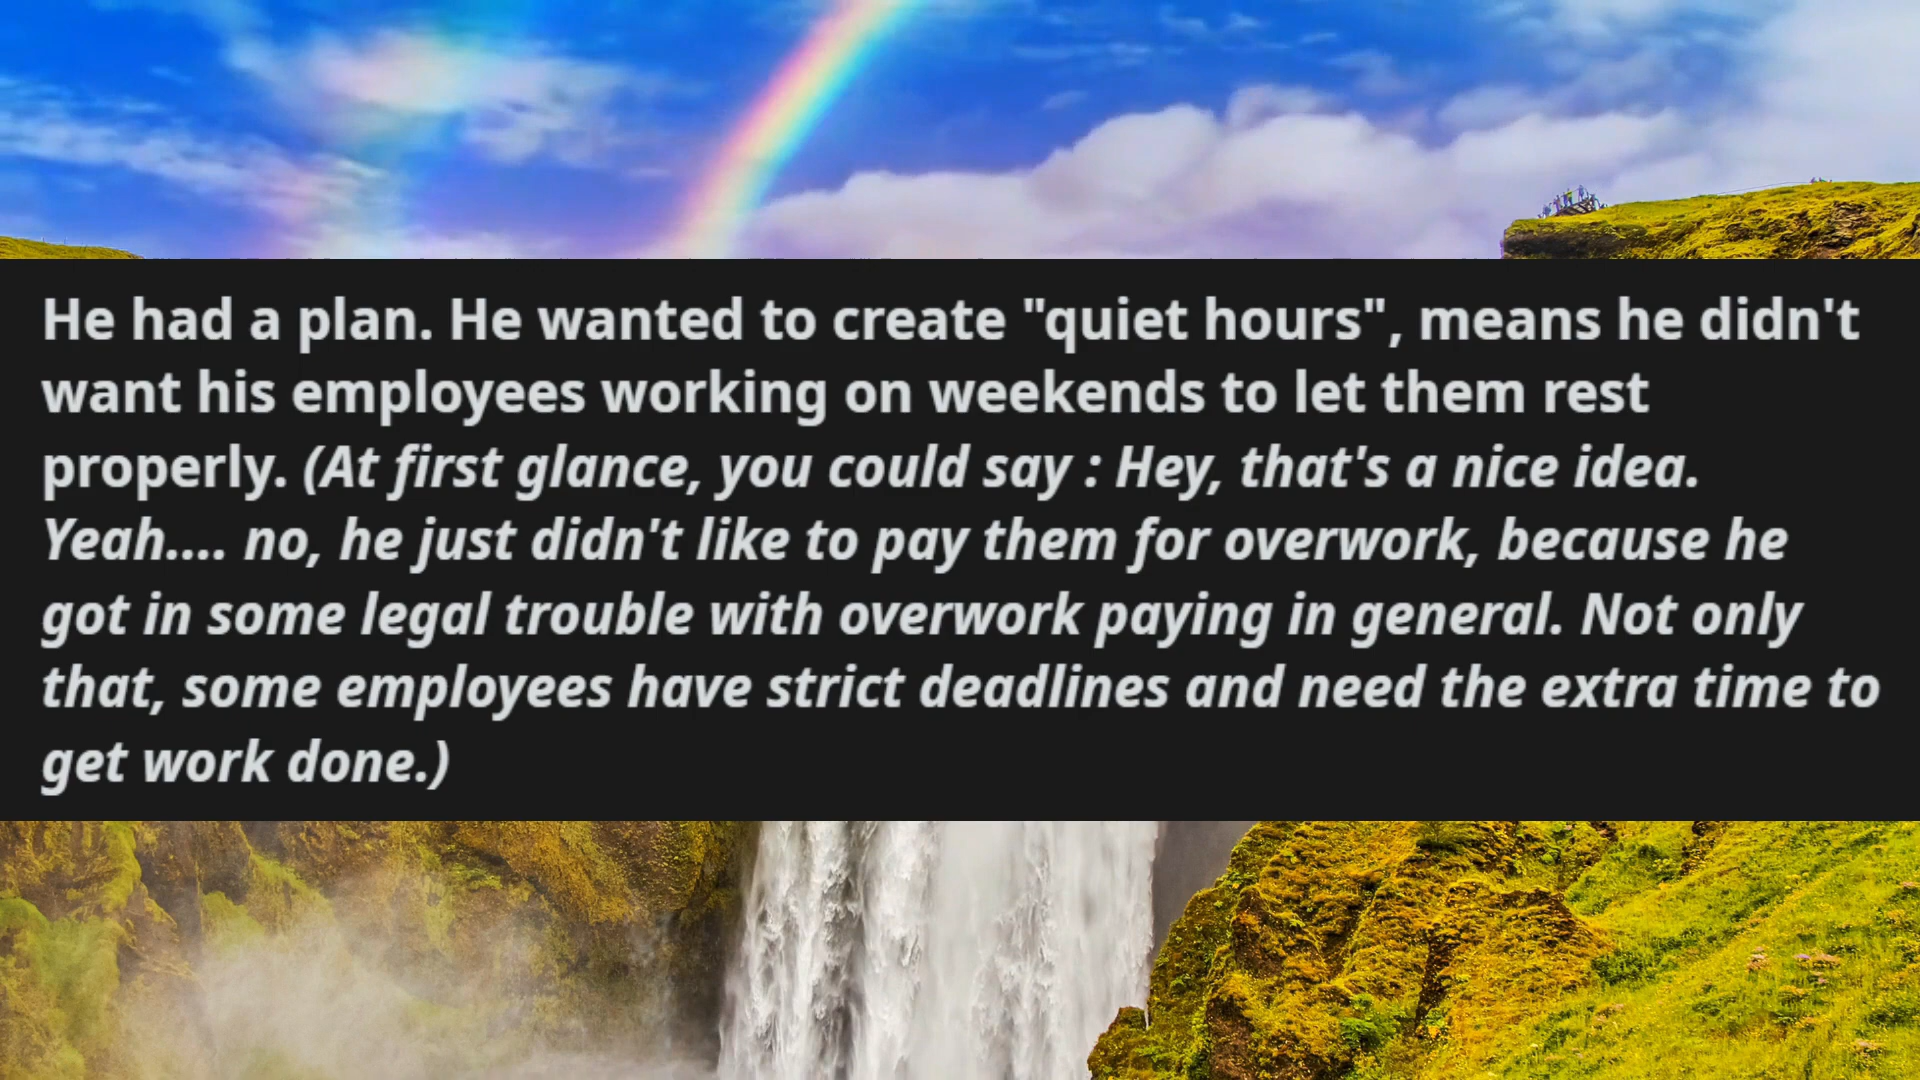 He had a plan. He wanted to create "quiet hours", means he didn't
want his employees working on weekends to let them rest
properly. (At first glance, you could say : Hey, that's a nice idea.
Yeah.... no, he just didn't like to pay them for overwork, because he
got in some legal trouble with overwork paying in general. Not only
that, some employees have strict deadlines and need the extra time to
get work done.)